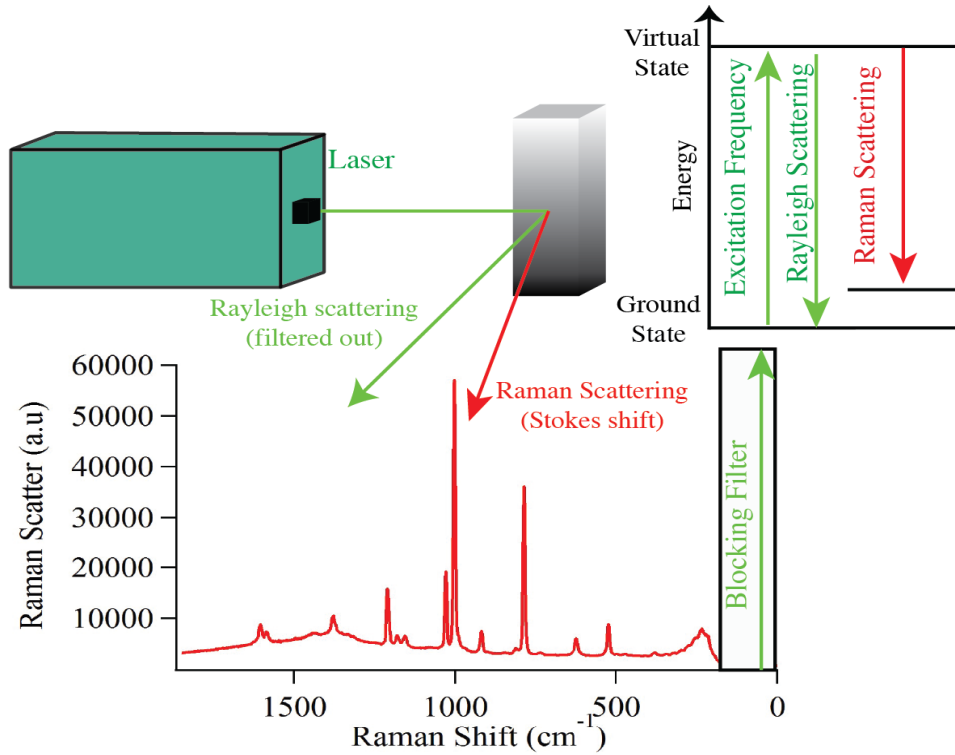 Laser
Rayleigh scattering
(filtered out)
Raman Scattering
(Stokes shift)
Virtual
State
Energy
Ground
State
Excitation Frequency
Rayleigh Scattering
Raman Scattering
Raman Scatter (a.u)
60000
50000
40000
30000
20000
10000
Blocking Filter
1500
1000
500
0
Raman Shift (cm⁻¹)